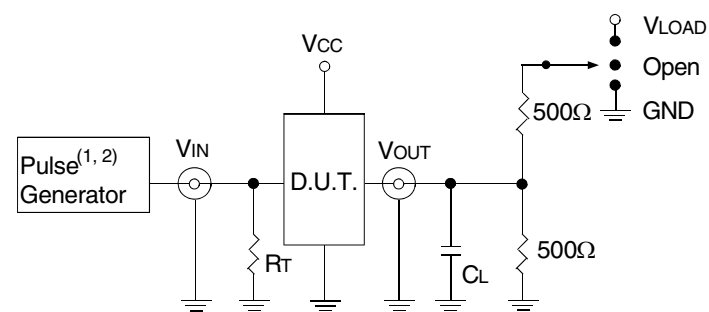 VCC
VLOAD
Open
GND
500Ω
Pulse(1, 2)
Generator
VIN
D.U.T.
VOUT
RT
CL
500Ω